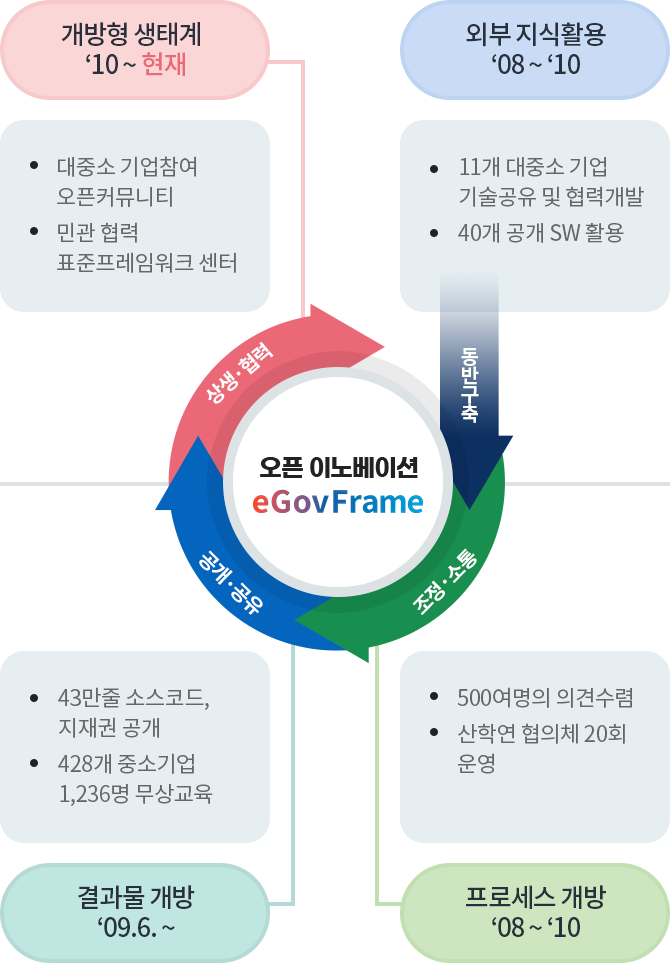 개방형 생태계
‘10 ~ 현재
대중소 기업참여
오픈커뮤니티
민관 협력
표준프레임워크 센터
외부 지식활용
‘08 ~ ‘10
11개 대중소 기업
기술공유 및 협력개발
40개 공개 SW 활용
상생·협력
동반구축
오픈 이노베이션
eGovFrame
공개·공유
조정·소통
43만줄 소스코드,
지재권 공개
428개 중소기업
1,236명 무상교육
결과물 개방
‘09.6. ~
500여명의 의견수렴
산학연 협의체 20회
운영
프로세스 개방
‘08 ~ ‘10